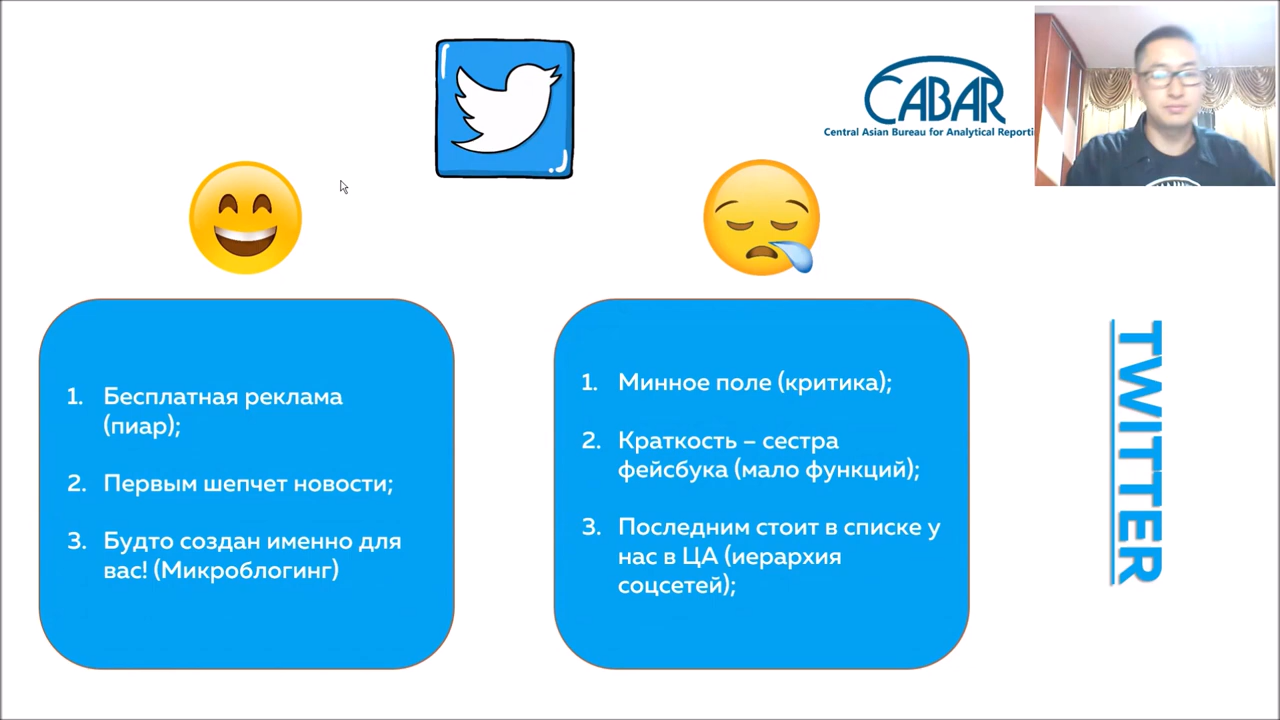 CABAR
Central Asian Bureau for Analytical
1. Бесплатная реклама
(пиар);
2. Первым шепчет новости;
3. Будто создан именно для
вас! (Микроблогинг)
1. Минное поле (критика);
2. Краткость – сестра
фейсбука (мало функций);
3. Последним стоит в списке у
нас в ЦА (иерархия
соцсетей);
TWITTER